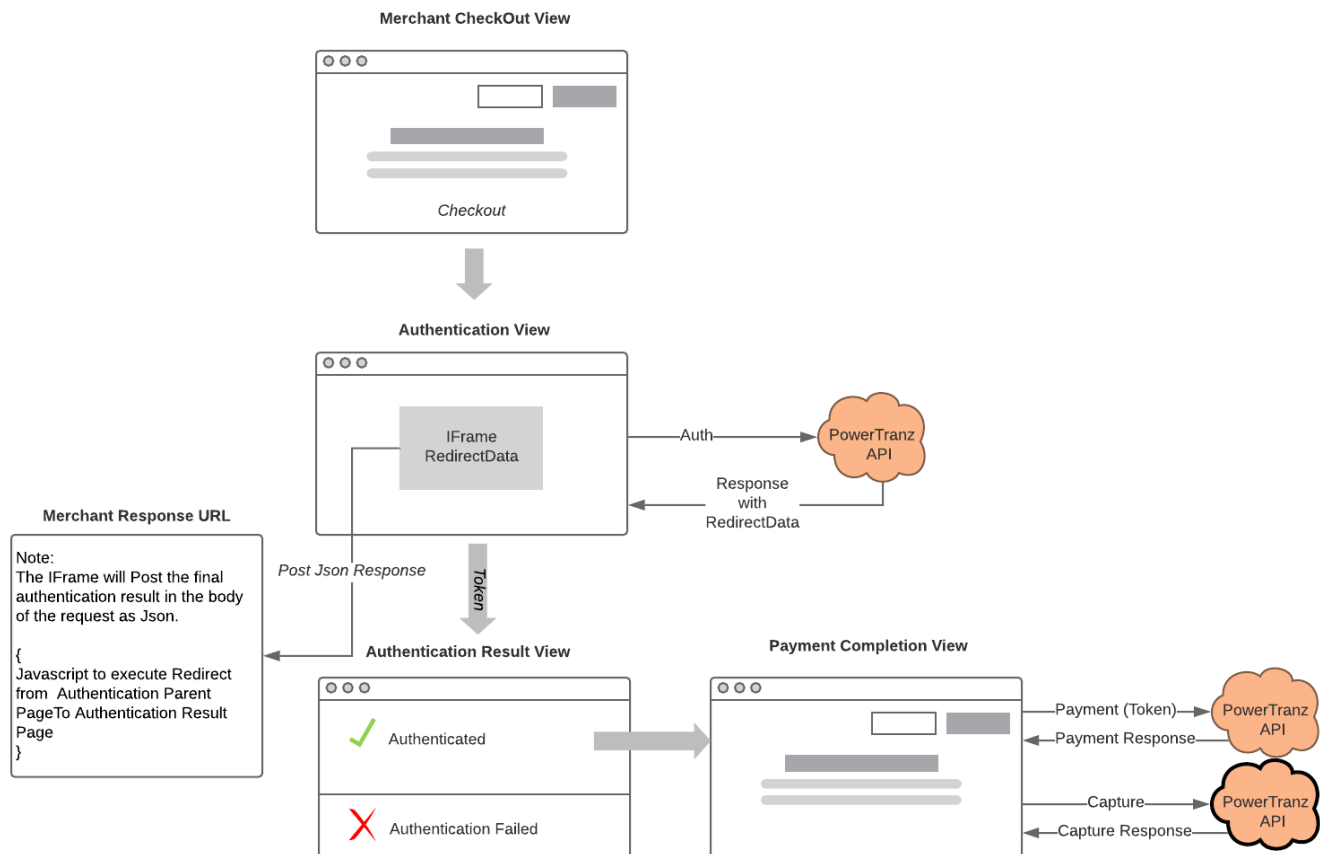 Merchant CheckOut View
Checkout
Authentication View
IFrame
RedirectData
Auth
PowerTranz
API
Response
with
RedirectData
Merchant Response URL
Note:
The IFrame will Post the final
authentication result in the body
of the request as Json.
{
Javascript to execute Redirect
from  Authentication Parent
PageTo Authentication Result
Page
}
Post Json Response
Token
Authentication Result View
Authenticated
Authentication Failed
Payment Completion View
Payment (Token)
Payment Response
PowerTranz
API
Capture
Capture Response
PowerTranz
API